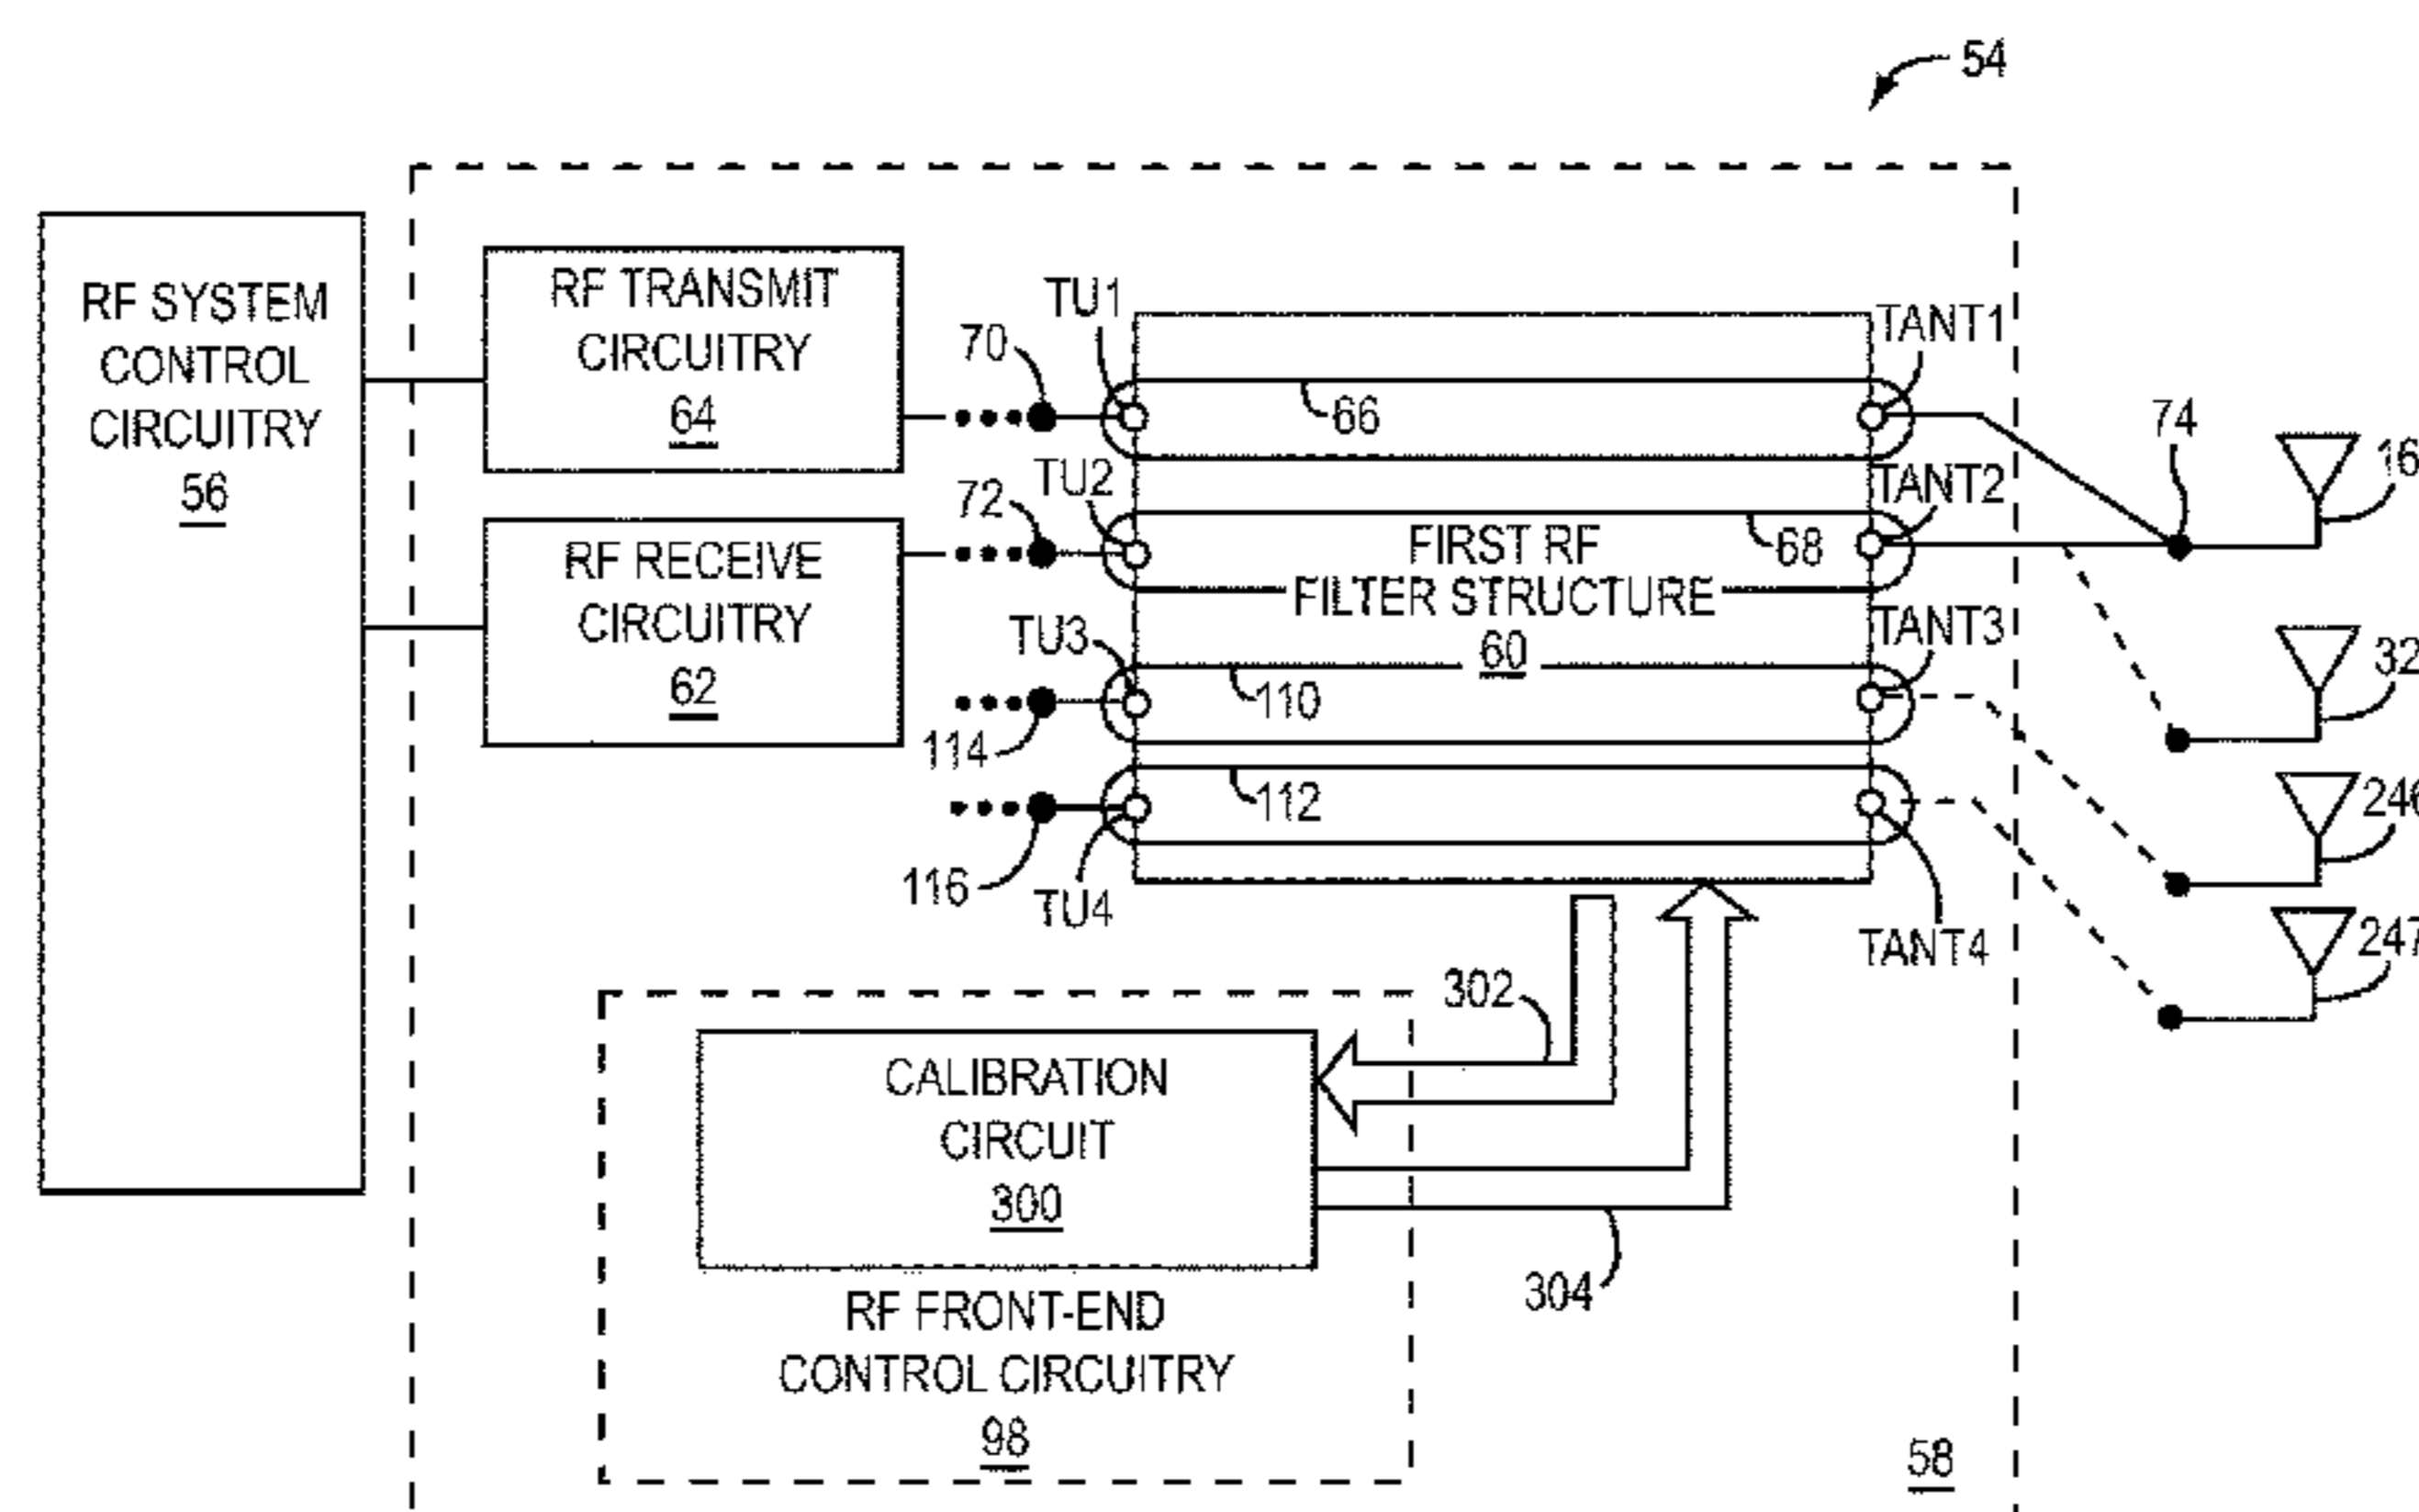 54
RF SYSTEM
CONTROL
CIRCUITRY
56
RF TRANSMIT
CIRCUITRY
64
RF RECEIVE
CIRCUITRY
62
70
TU1
72
TU2
TU3
114
116
TU4
66
68
FIRST RF
FILTER STRUCTURE
60
110
112
TANT1
TANT2
TANT3
TANT4
74
16
32
246
247
302
304
CALIBRATION
CIRCUIT
300
RF FRONT-END
CONTROL CIRCUITRY
98
58